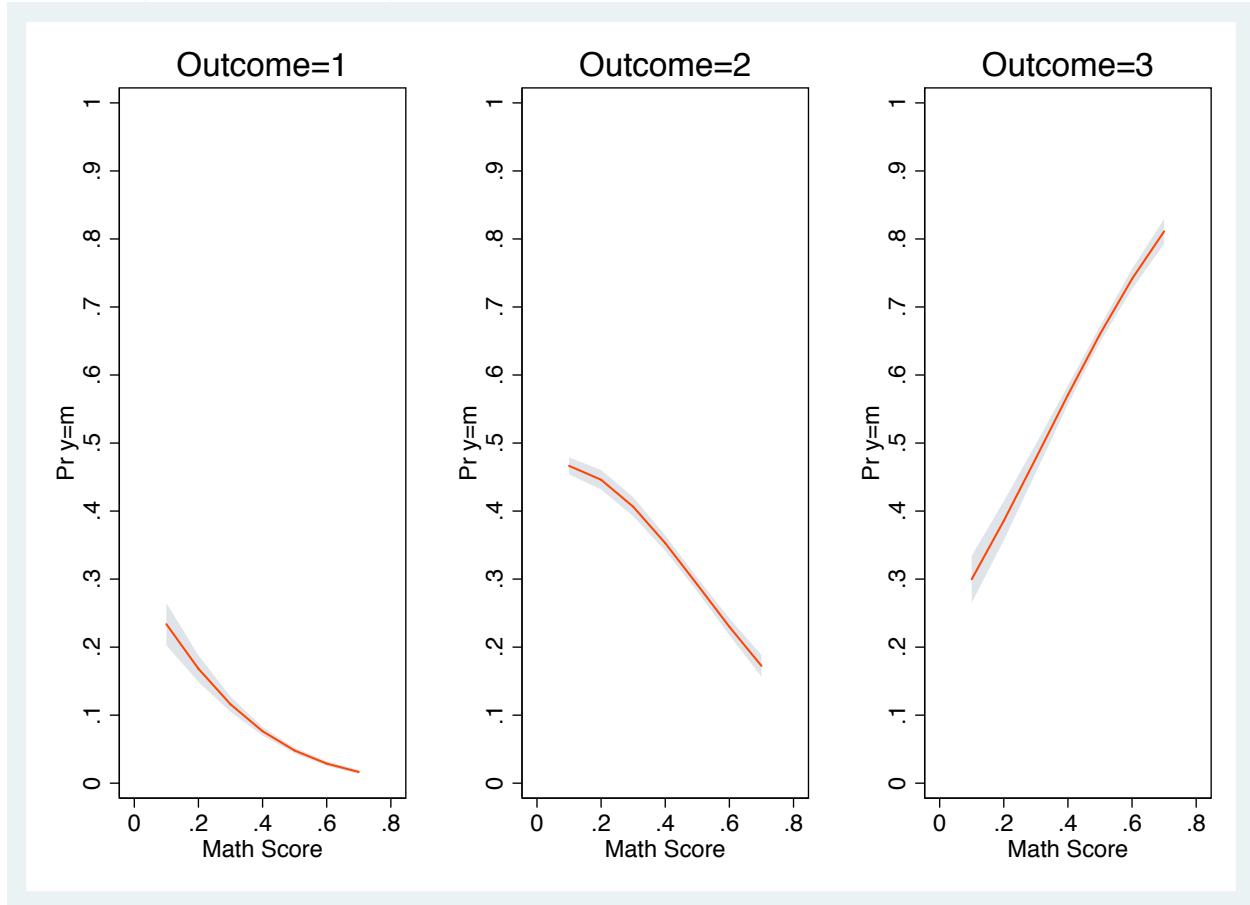 Outcome=1
Pr y=m
1
.9
.8
.7
.6
.5
.4
.3
.2
.1
0
0 .2 .4 .6 .8
Math Score
Outcome=2
Pr y=m
1
.9
.8
.7
.6
.5
.4
.3
.2
.1
0
0 .2 .4 .6 .8
Math Score
Outcome=3
Pr y=m
1
.9
.8
.7
.6
.5
.4
.3
.2
.1
0
0 .2 .4 .6 .8
Math Score